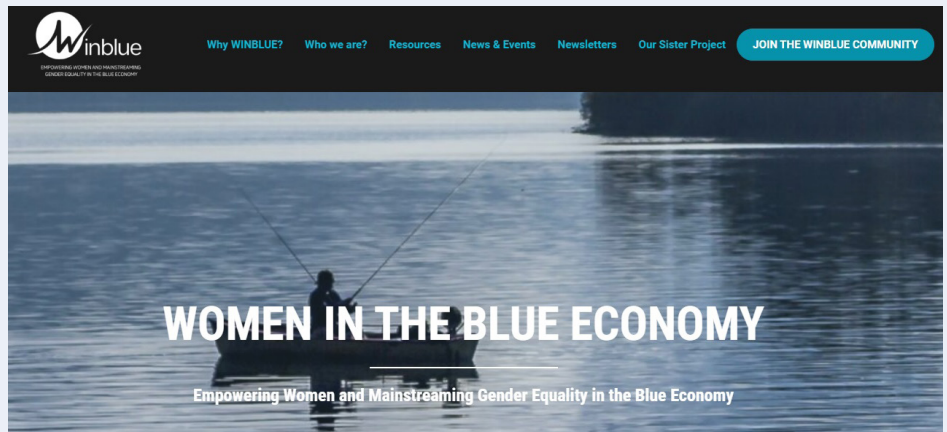 Winblue
EMPOWERING WOMEN AND MAINSTREAMING
GENDER EQUALITY IN THE BLUE ECONOMY
Why WINBLUE?
Who we are?
Resources
News & Events
Newsletters
Our Sister Project
JOIN THE WINBLUE COMMUNITY
WOMEN IN THE BLUE ECONOMY
Empowering Women and Mainstreaming Gender Equality in the Blue Economy